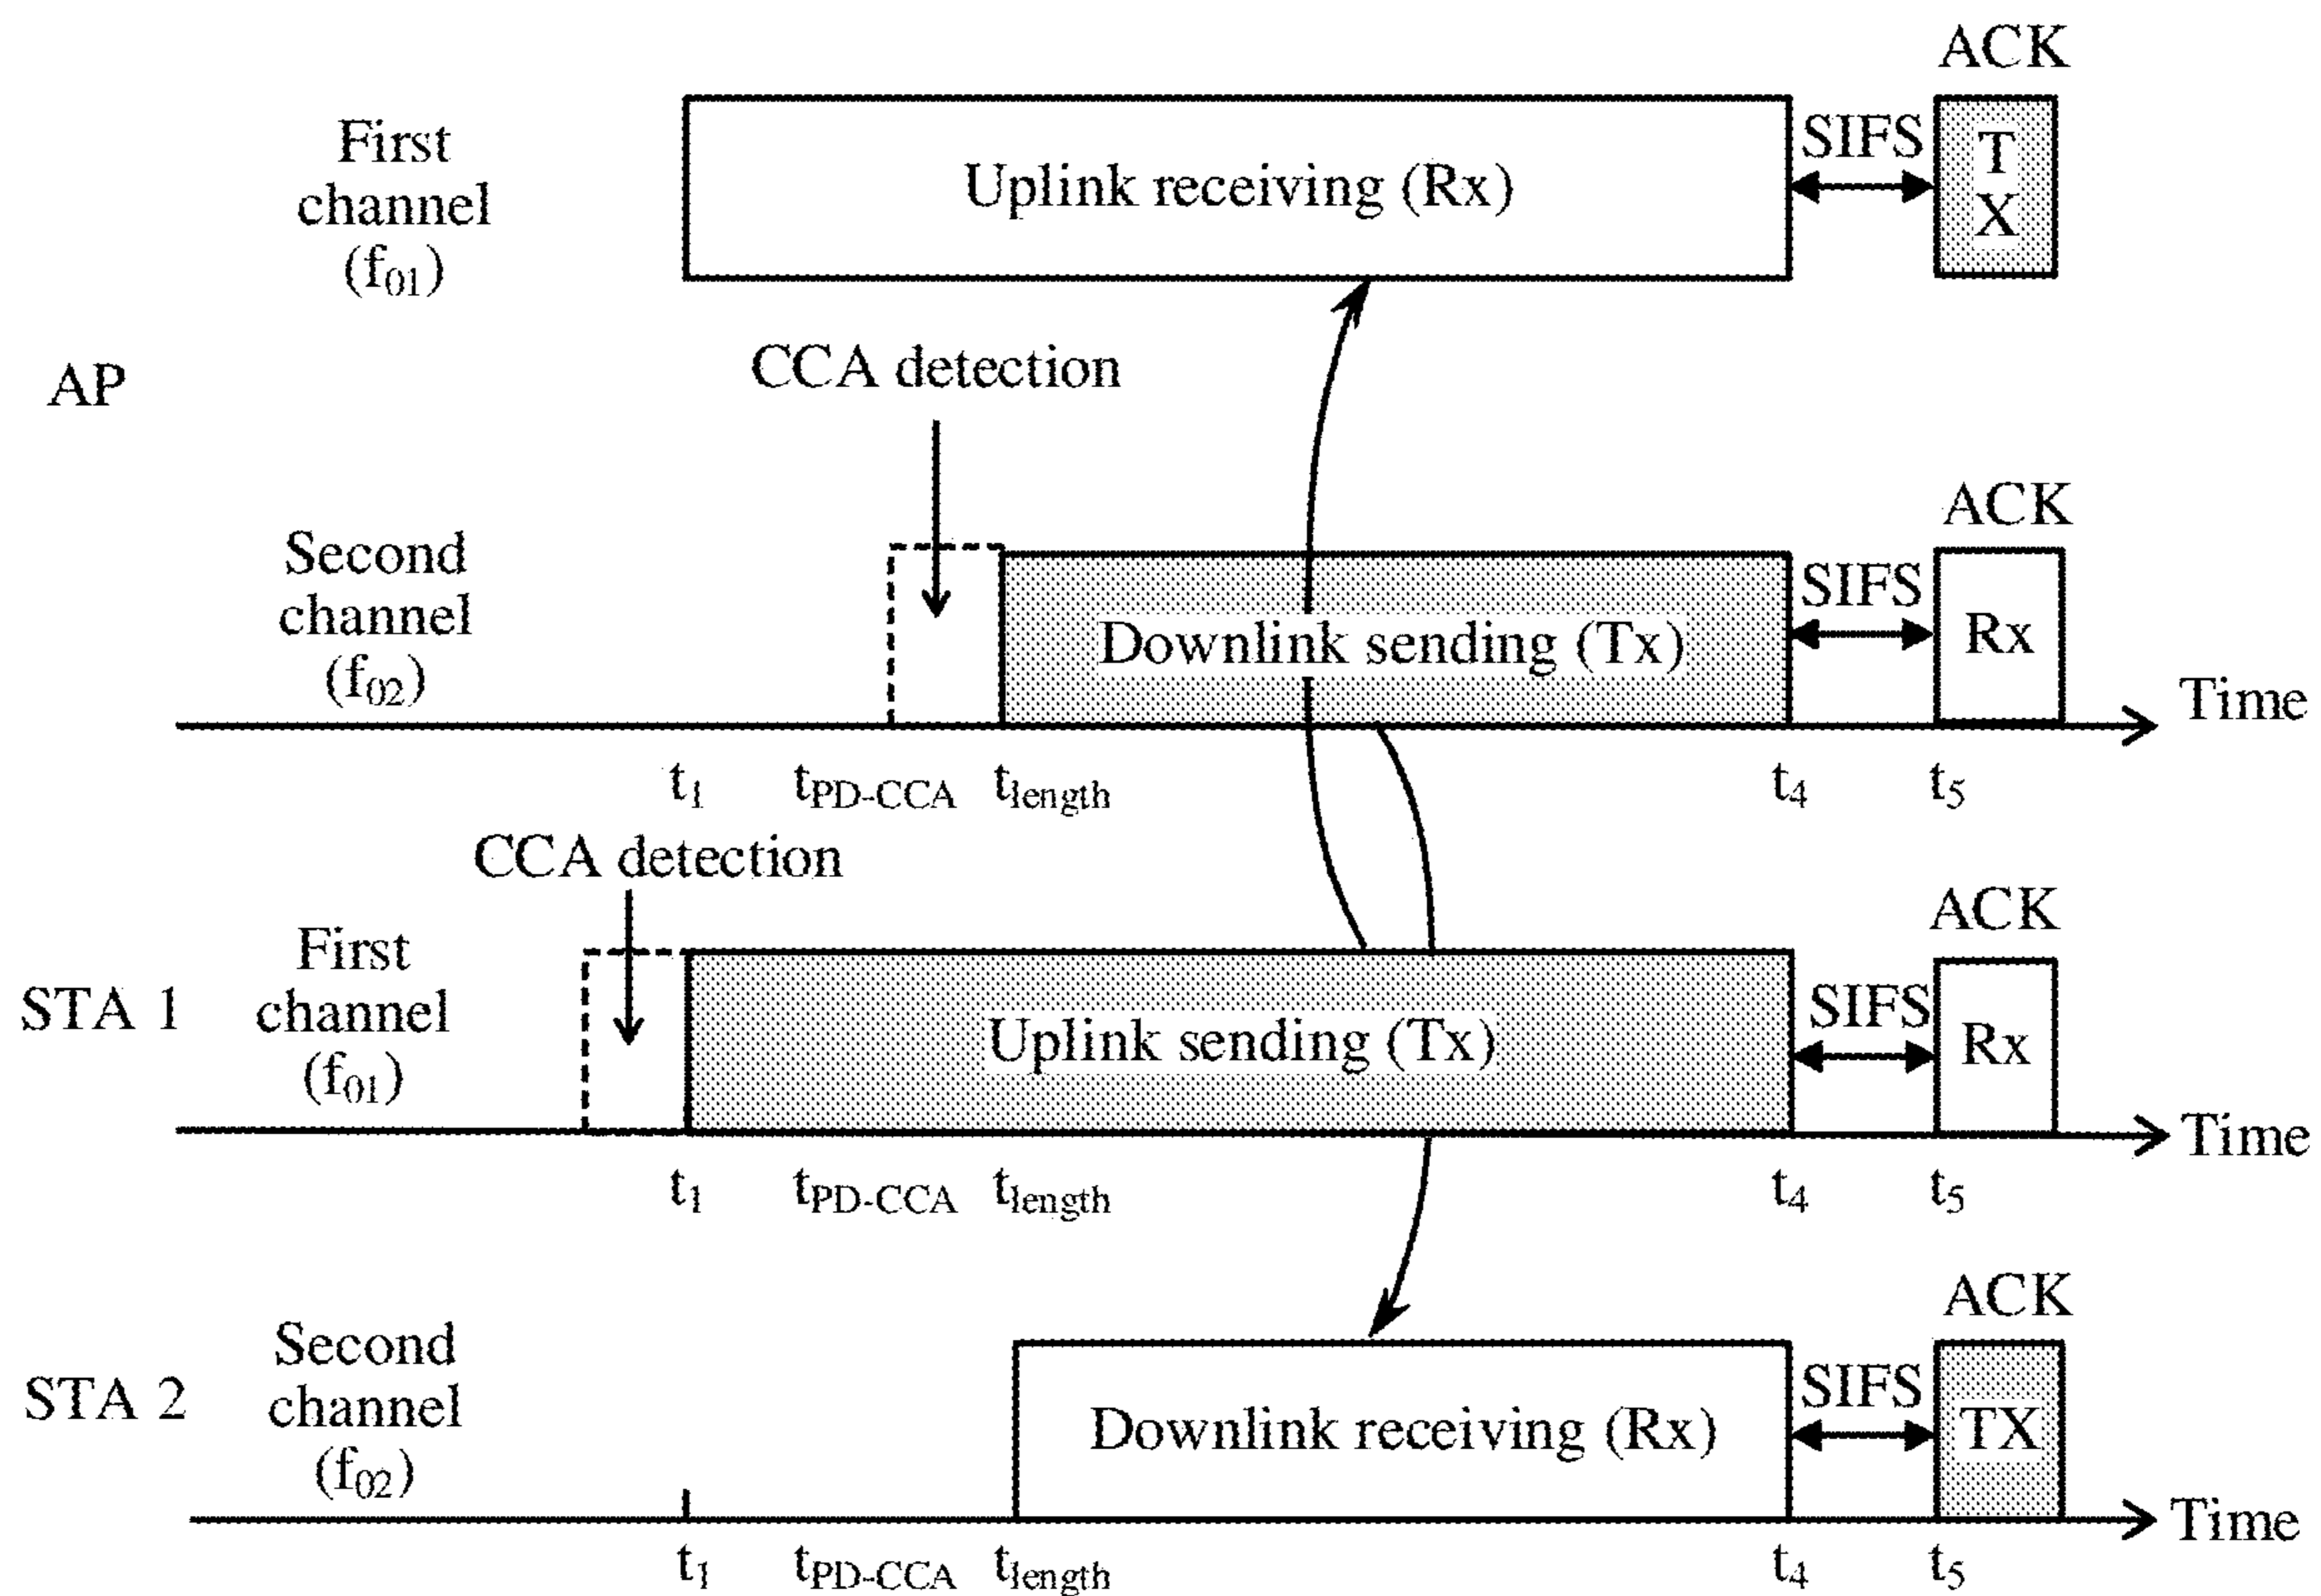 ACK
First
channel
(f01)
Uplink receiving (Rx)
SIFS
T
X
AP
CCA detection
Second
channel
(f02)
Downlink sending (Tx)
SIFS
ACK
Rx
Time
t1 tPD-CCA tlength t4 t5
CCA detection
STA 1
First
channel
(f01)
Uplink sending (Tx)
SIFS
ACK
Rx
Time
t1 tPD-CCA tlength t4 t5
STA 2
Second
channel
(f02)
Downlink receiving (Rx)
SIFS
ACK
TX
Time
t1 tPD-CCA tlength t4 t5